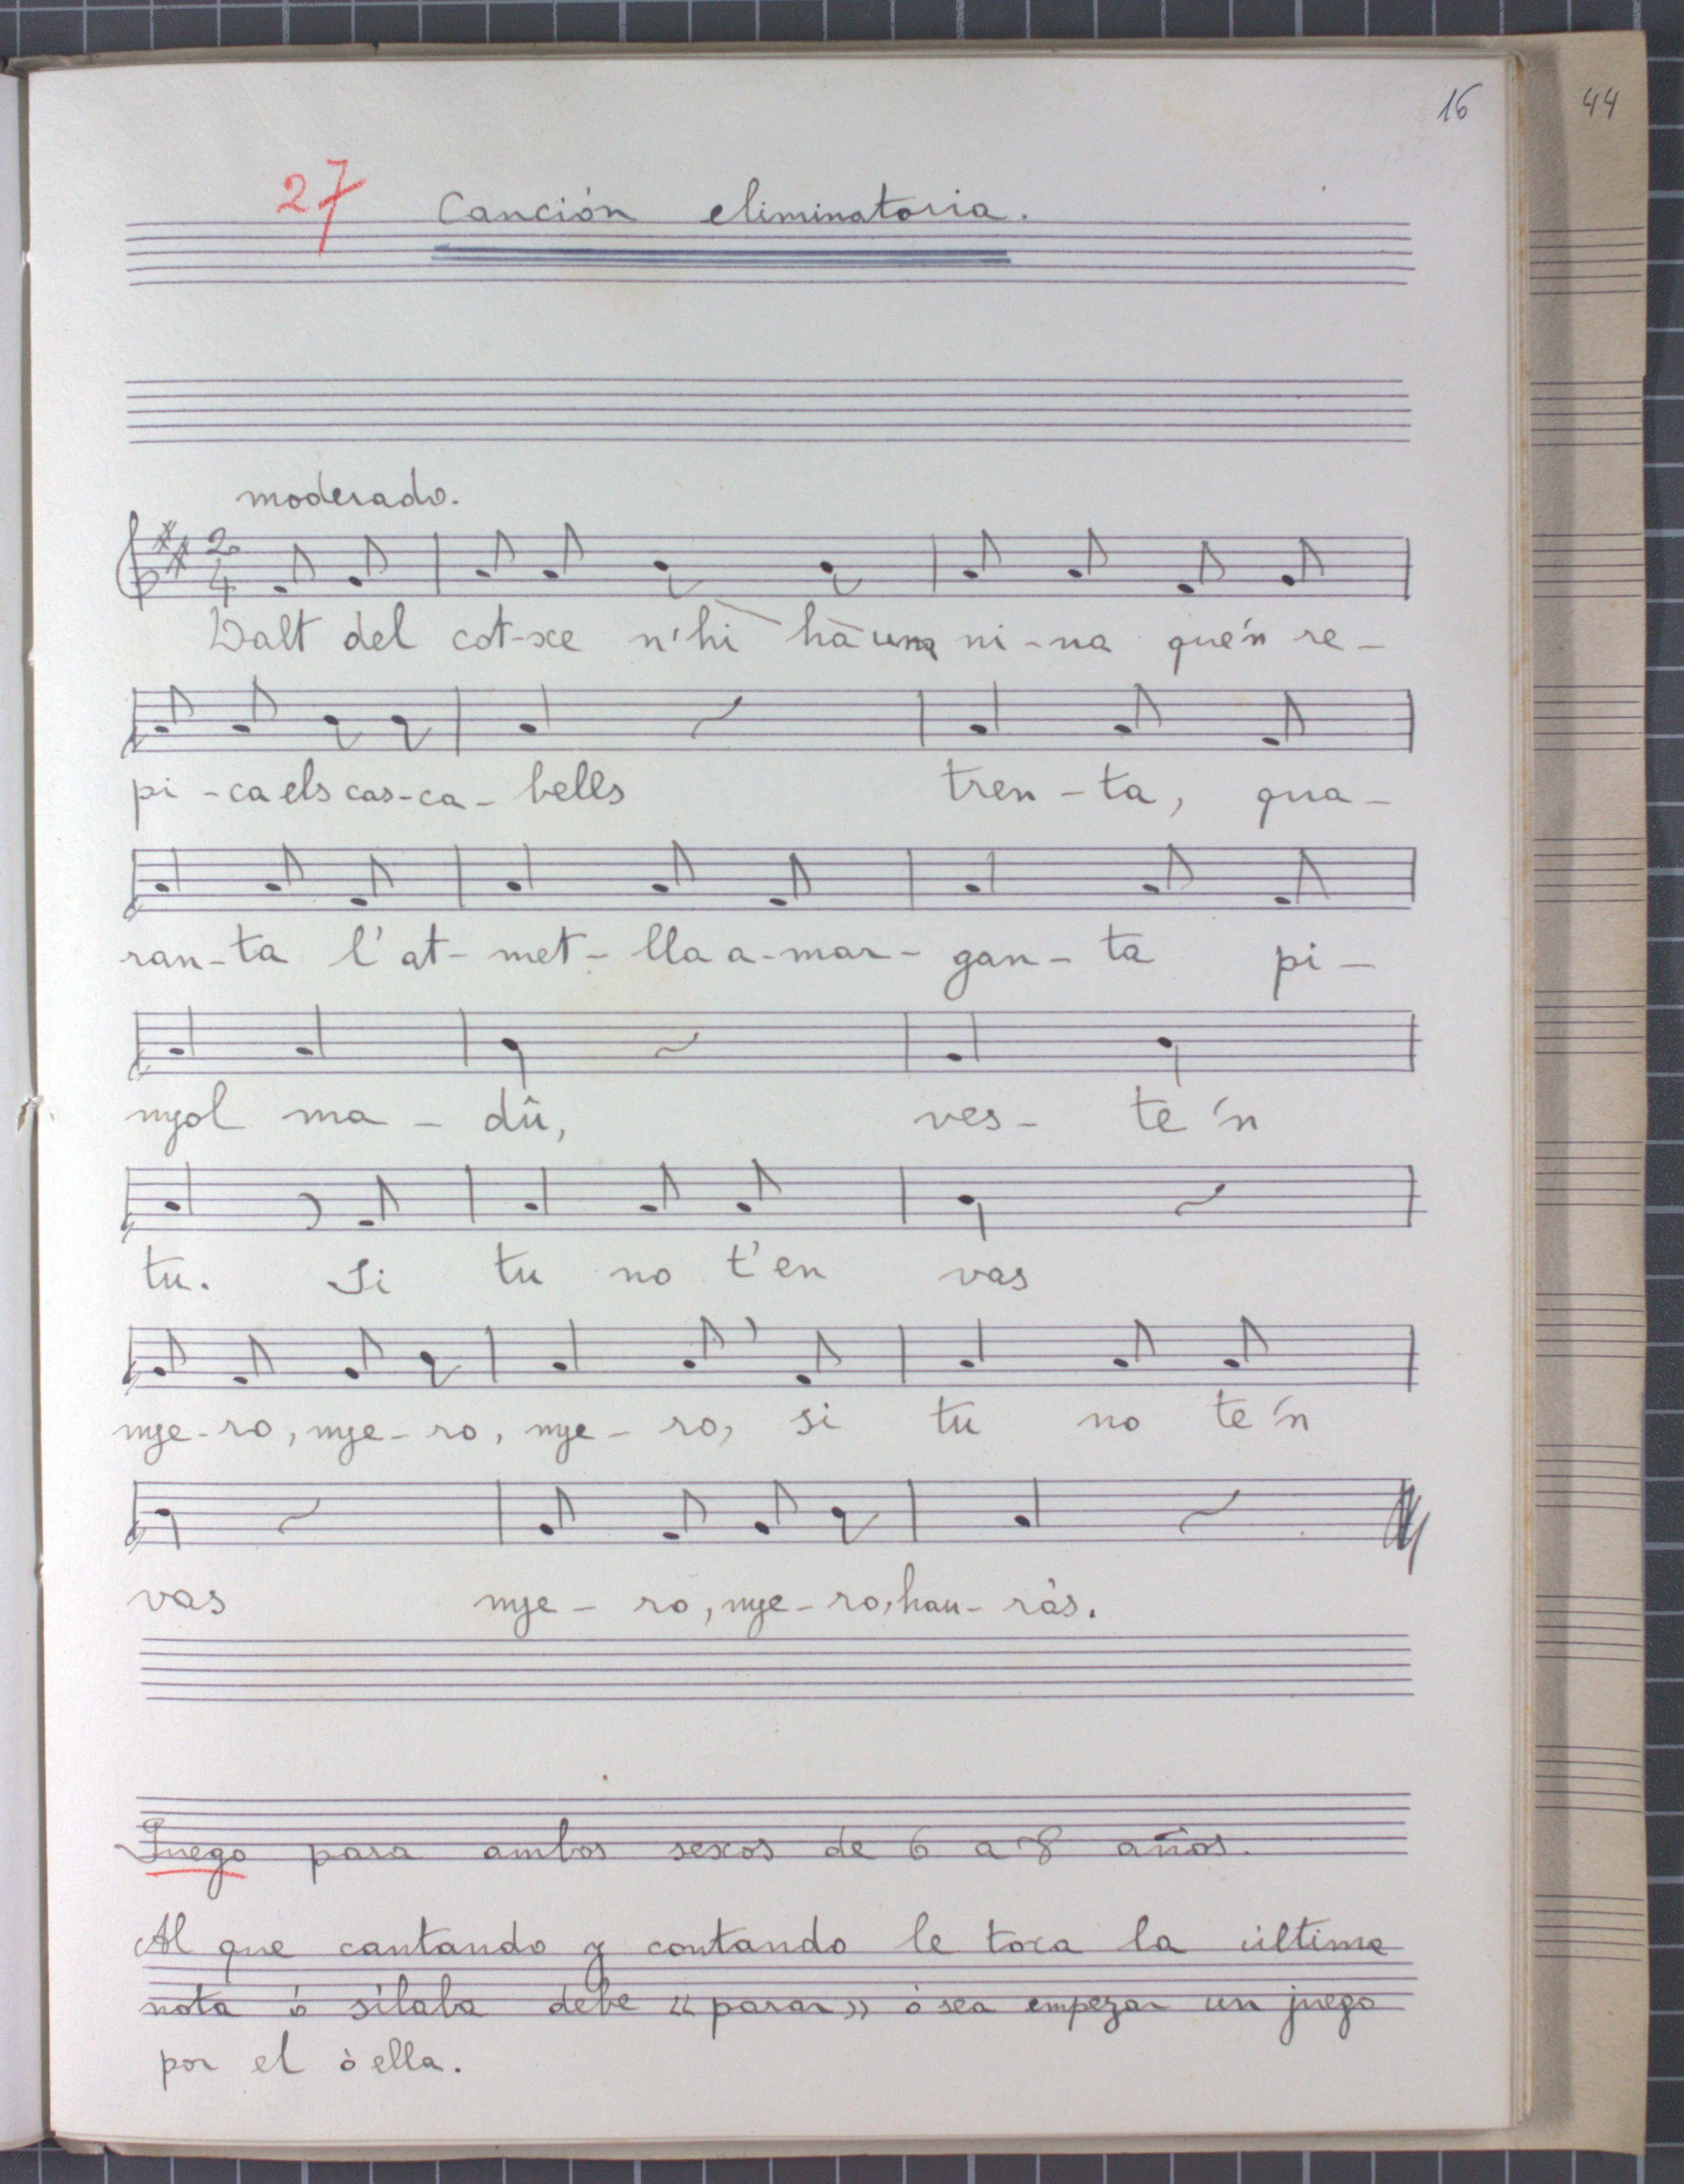 16
44
27 Canción eliminatoria.
moderado.
2
4
Dalt del cot-xe n'hi hà una ni-na que'n re-
pi-ca els cas-ca-bells tren-ta, qua-
ran-ta l'at-met-lla a-mar-gan-ta pi-
nyol ma-dû, ves-te'n
tu. Si tu no t'en vas
nye-ro, nye-ro, nye-ro, si tu no te'n
vas nye-ro, nye-ro, hau-ràs.
Juego para ambos sexos de 6 a 8 años.
Al que cantando y contando le toca la última
nota ó sílaba debe «parar» ó sea empezar un juego
por el ò ella.